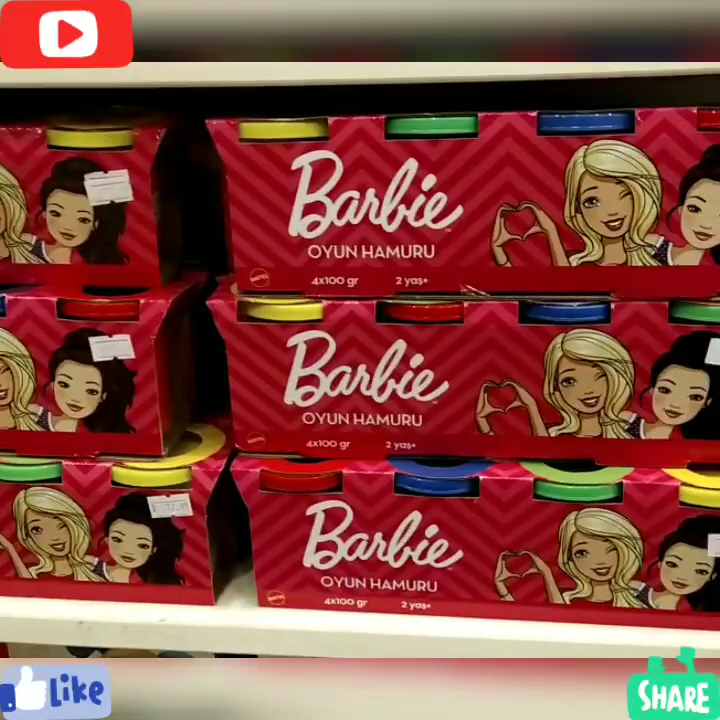 Barbie
OYUN HAMURU
MATTEL
4x100 gr 2 yaş+
Barbie
OYUN HAMURU
4x100 gr 2 yaş+
Barbie
OYUN HAMURU
4x100 gr 2 yaş+
Like
SHARE